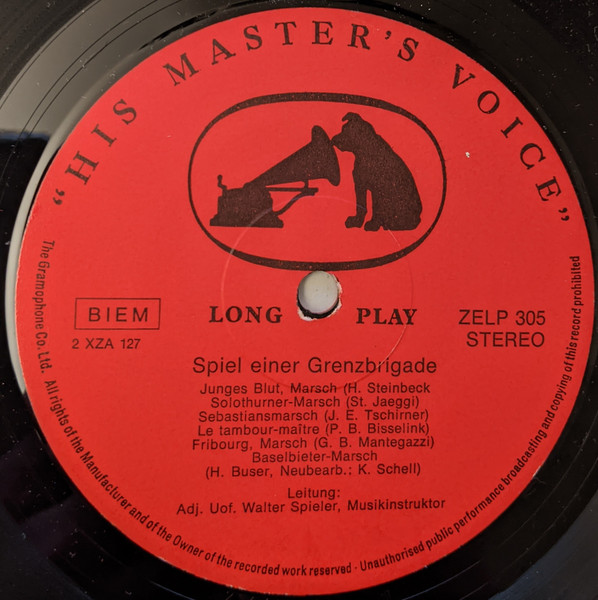 "HIS MASTER'S VOICE"
BIEM
2 XZA 127
LONG PLAY
ZELP 305
STEREO
Spiel einer Grenzbrigade
Junges Blut, Marsch (H. Steinbeck
Solothurner-Marsch (St. Jaeggi)
Sebastiansmarsch (J. E. Tschirner)
Le tambour-maître (P. B. Bisselink)
Fribourg, Marsch (G. B. Mantegazzi)
Baselbieter-Marsch
(H. Buser, Neubearb.: K. Schell)
Leitung:
Adj. Uof. Walter Spieler, Musikinstruktor
The Gramophone Co. Ltd. All rights of the Manufacturer and of the Owner of the recorded work reserved - Unauthorised public performance broadcasting and copying of this record prohibited